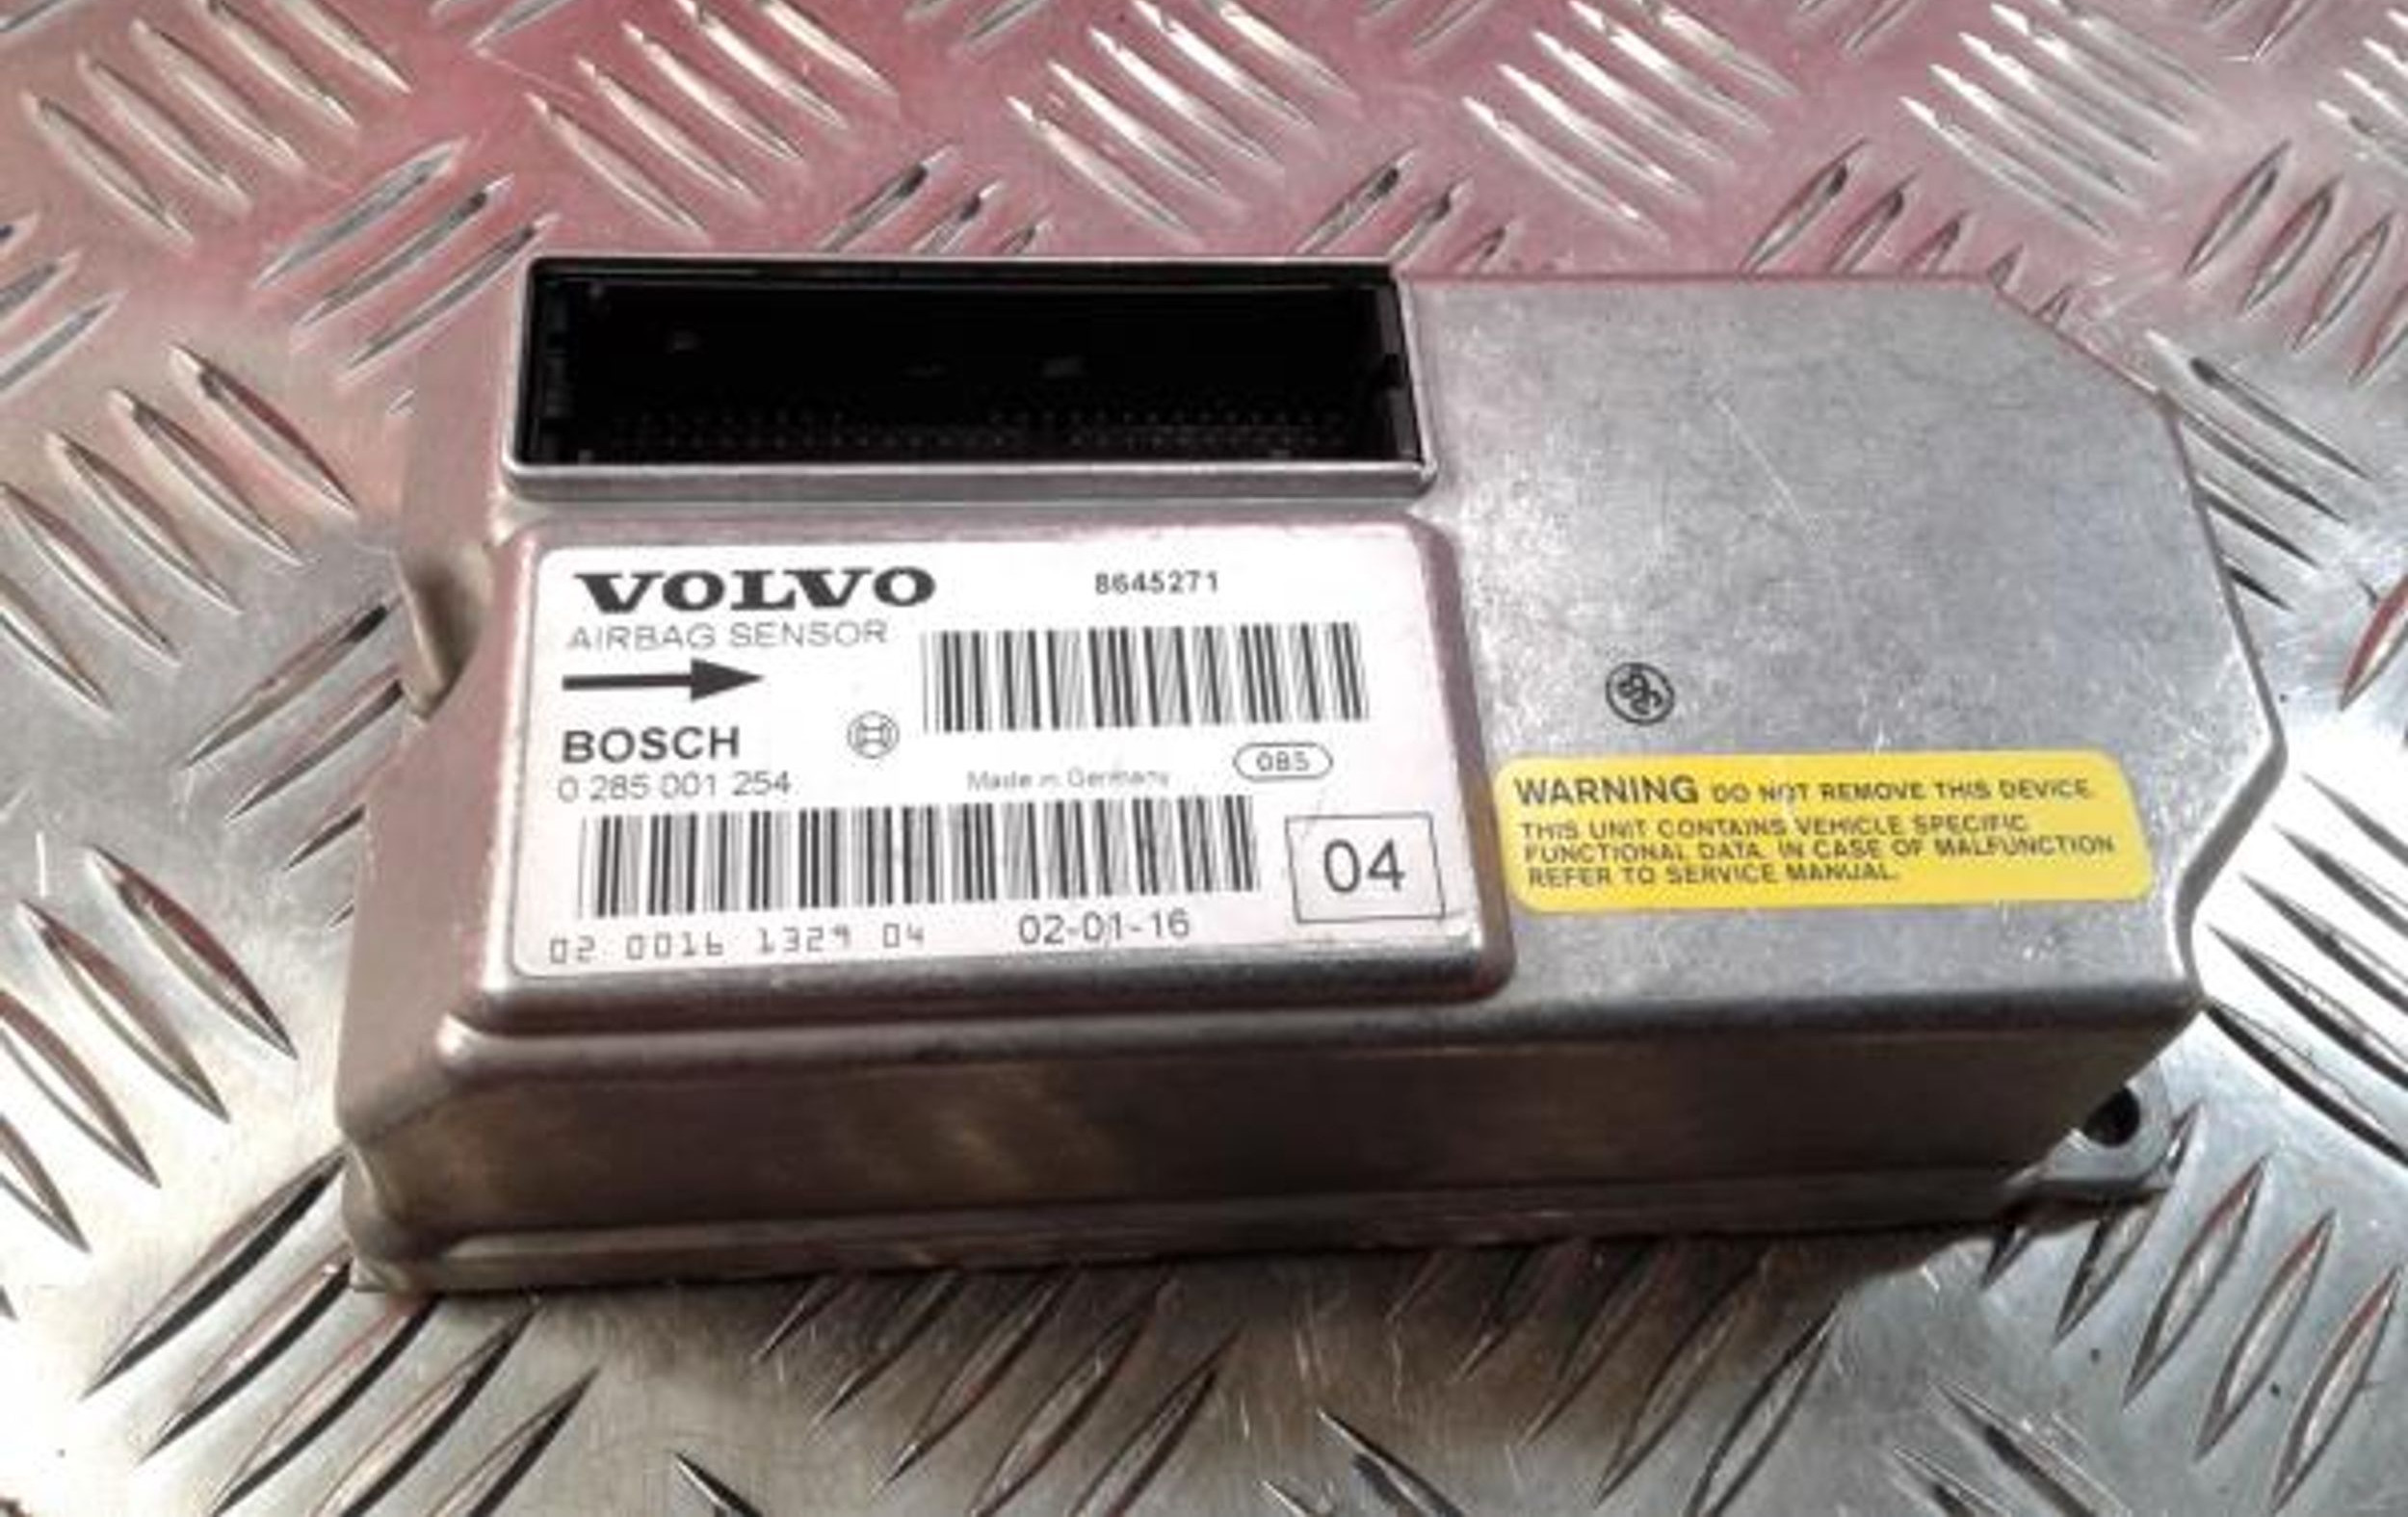 VOLVO
8645271
AIRBAG SENSOR
BOSCH
0 285 001 254
Made in Germany
085
04
02 0016 1329 04
02-01-16
WARNING DO NOT REMOVE THIS DEVICE.
THIS UNIT CONTAINS VEHICLE SPECIFIC
FUNCTIONAL DATA. IN CASE OF MALFUNCTION
REFER TO SERVICE MANUAL.